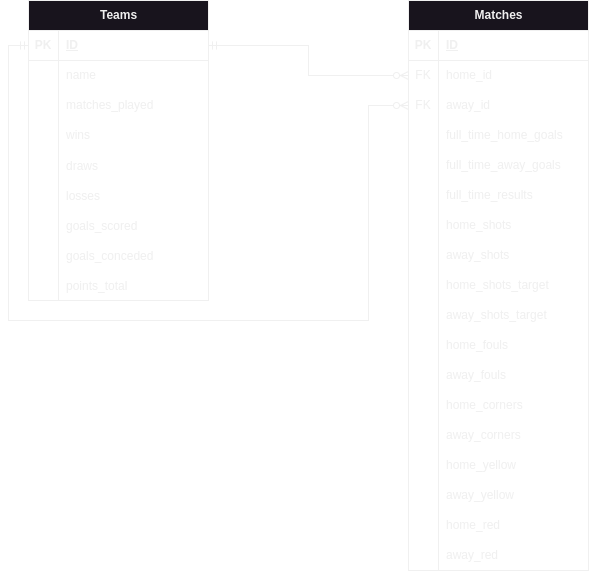 Teams
PK ID
name
matches_played
wins
draws
losses
goals_scored
goals_conceded
points_total
Matches
PK ID
FK home_id
FK away_id
full_time_home_goals
full_time_away_goals
full_time_results
home_shots
away_shots
home_shots_target
away_shots_target
home_fouls
away_fouls
home_corners
away_corners
home_yellow
away_yellow
home_red
away_red